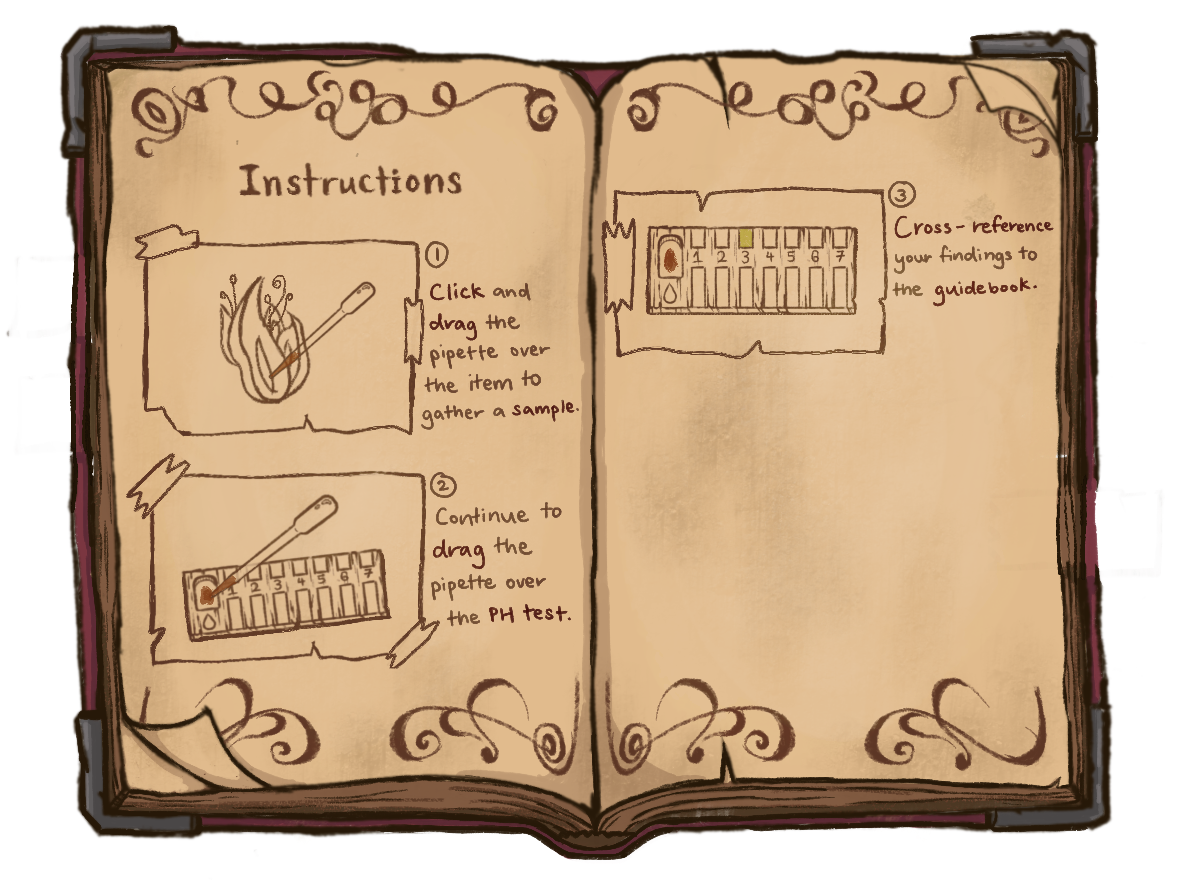 Instructions
1
Click and
drag the
pipette over
the item to
gather a sample.
2
Continue to
drag the
pipette over
the PH test.
1 2 3 4 5 6 7
3
Cross-reference
your findings to
the guidebook.
1 2 3 4 5 6 7